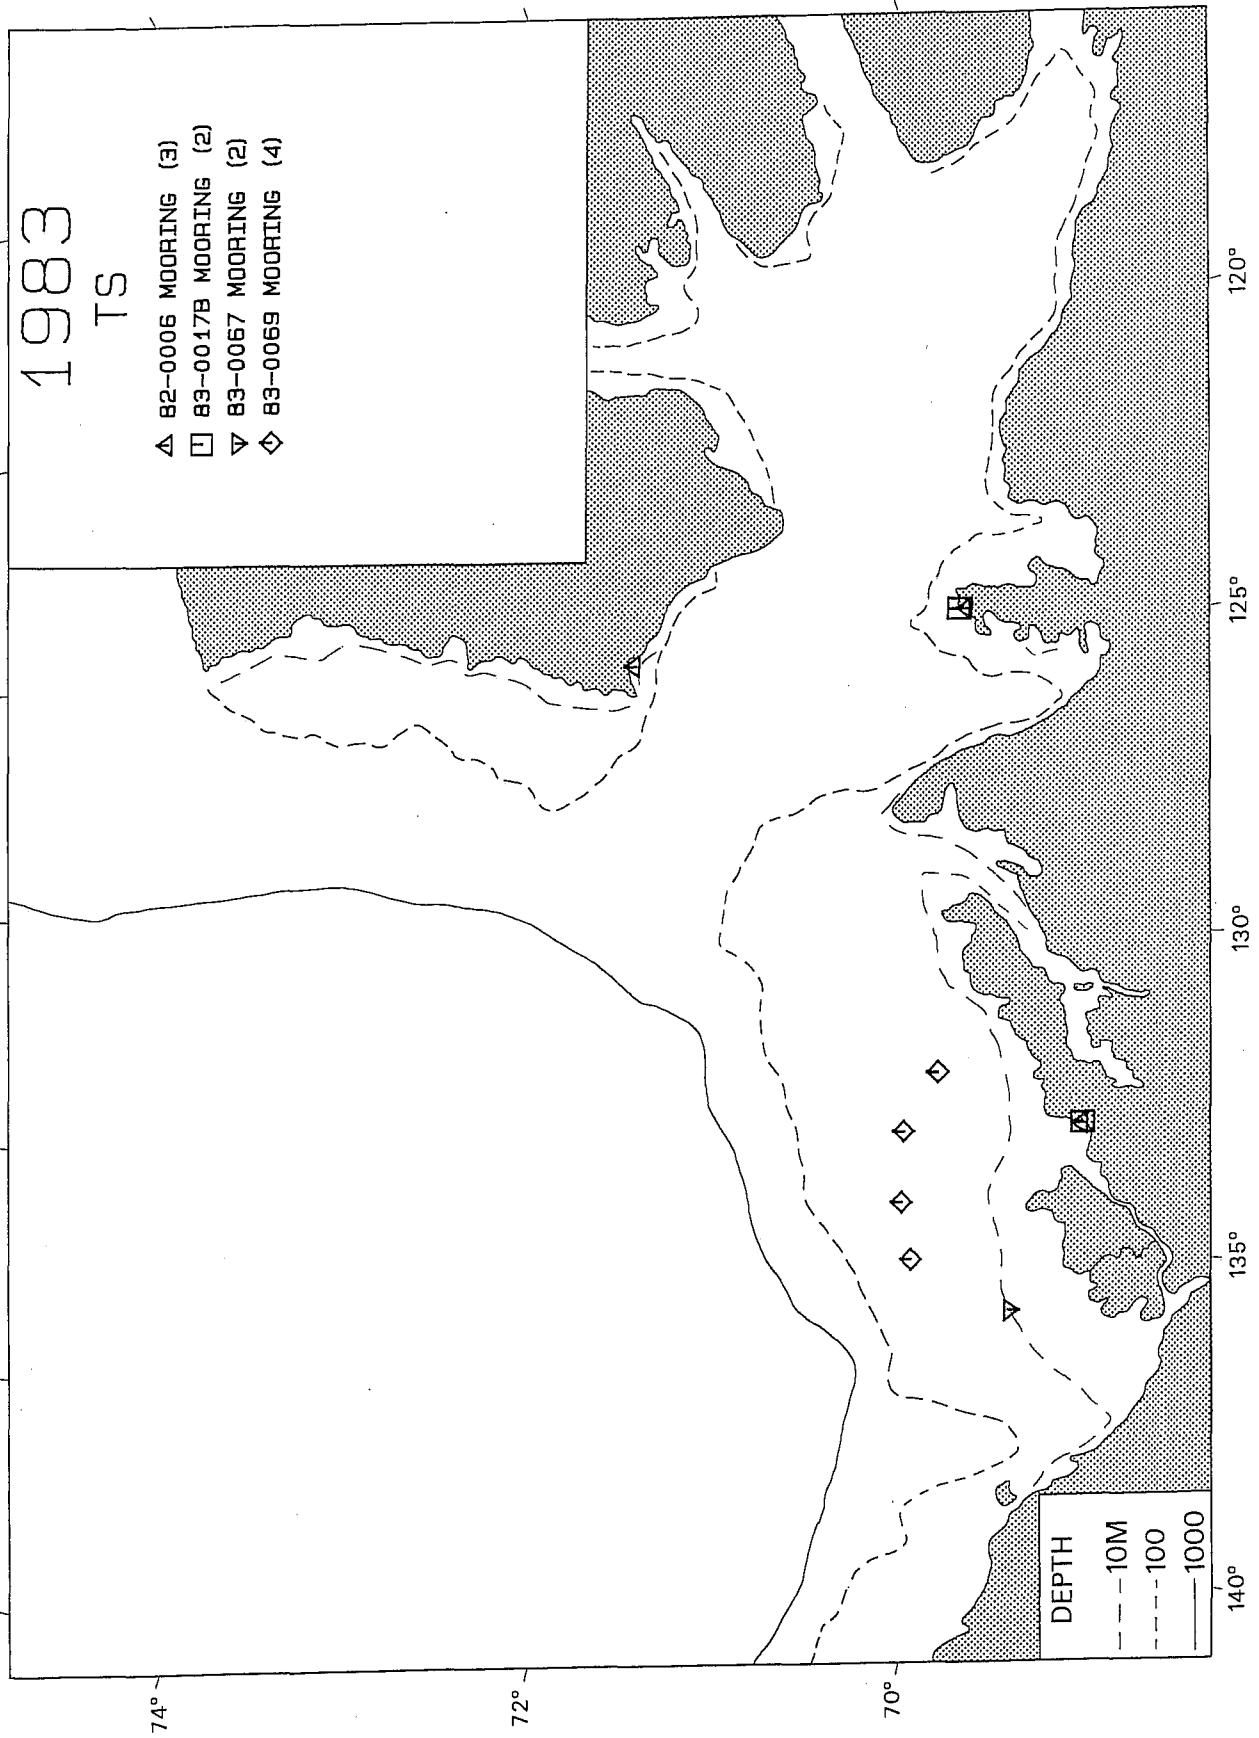 1983
TS
82-0006 MOORING (3)
83-0017B MOORING (2)
83-0067 MOORING (2)
83-0069 MOORING (4)
74°
72°
70°
DEPTH
10M
100
1000
140°
135°
130°
125°
120°